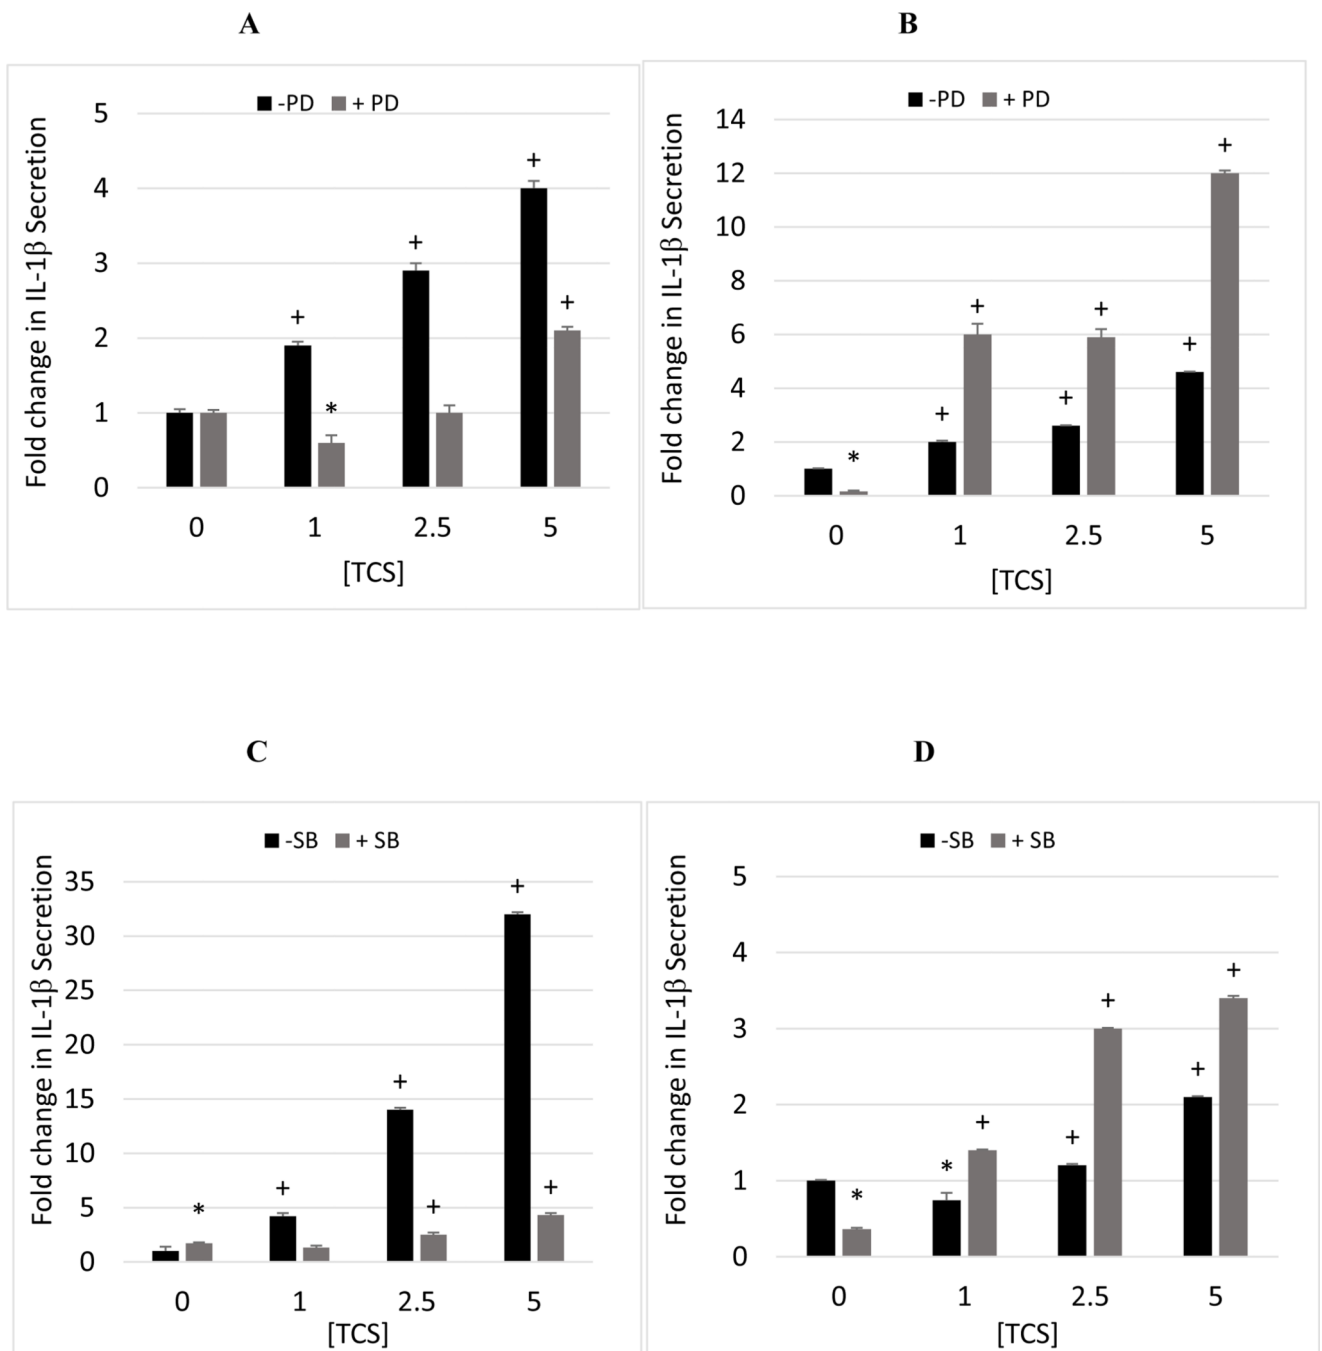 A
-PD + PD
Fold change in IL-1β Secretion
5
4
3
2
1
0
+
+
+
*
+
0 1 2.5 5
[TCS]
B
-PD + PD
Fold change in IL-1β Secretion
14
12
10
8
6
4
2
0
*
+
+
+
+
+
+
0 1 2.5 5
[TCS]
C
-SB + SB
Fold change in IL-1β Secretion
35
30
25
20
15
10
5
0
*
+
+
+
+
+
0 1 2.5 5
[TCS]
D
-SB + SB
Fold change in IL-1β Secretion
5
4
3
2
1
0
*
*
+
+
+
+
+
0 1 2.5 5
[TCS]